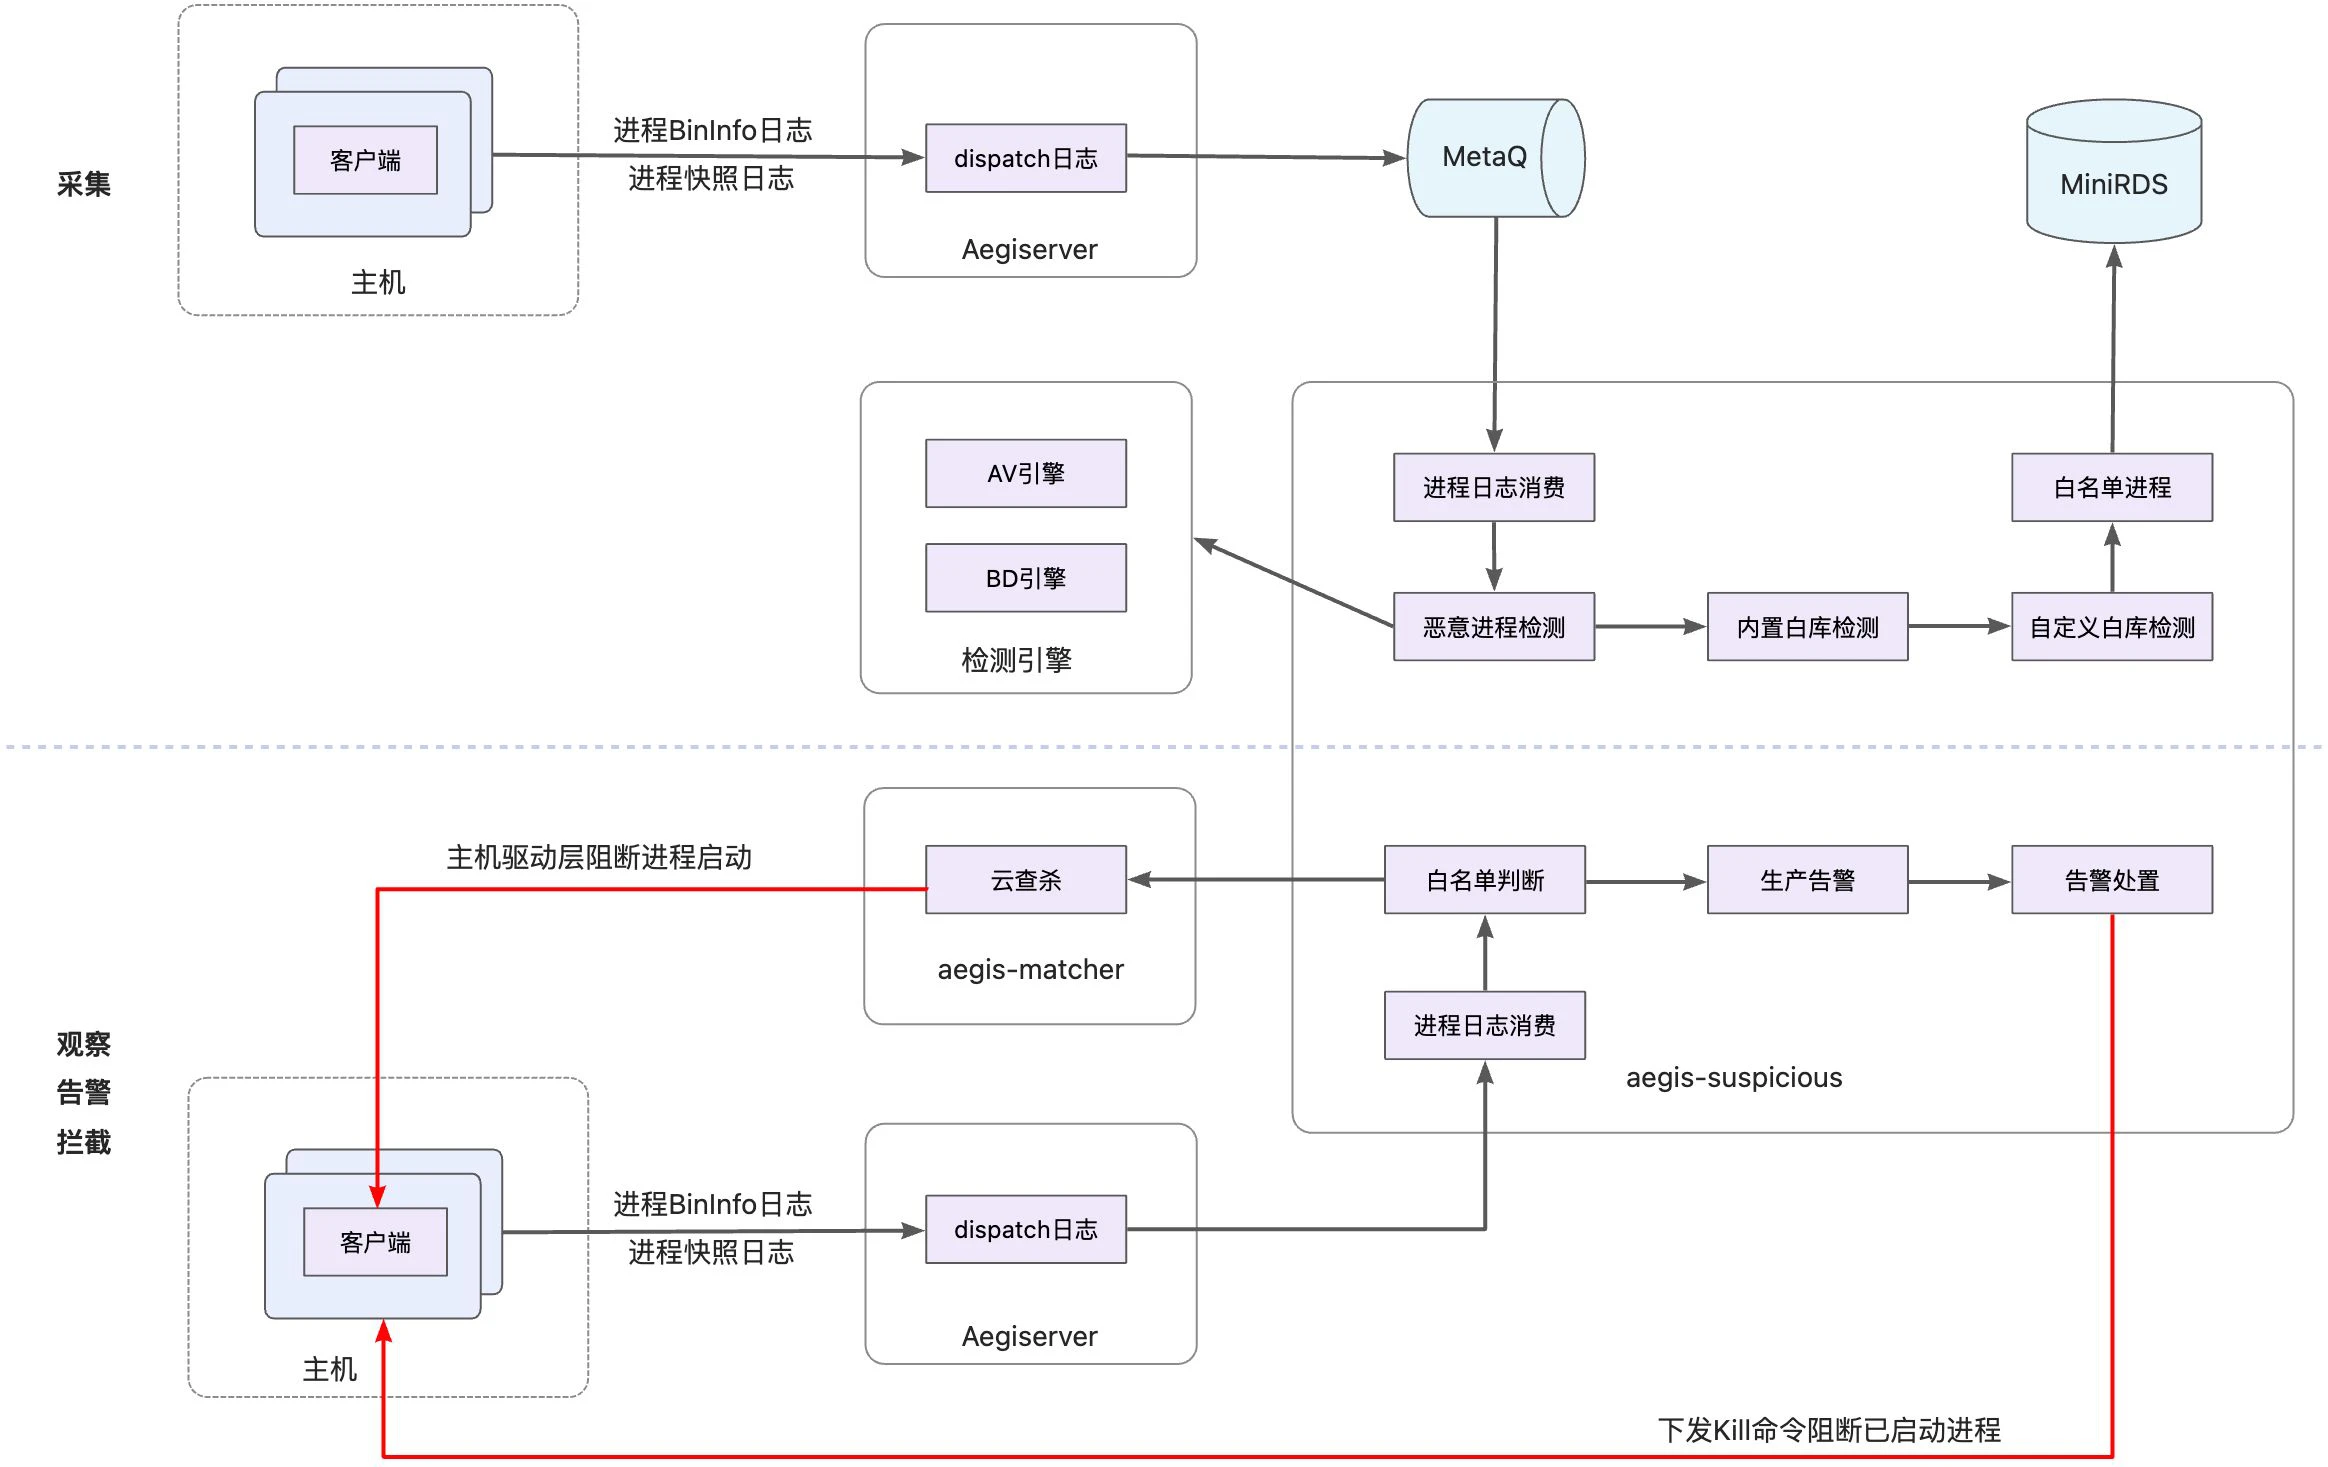 采集
客户端
主机
进程BinInfo日志
进程快照日志
dispatch日志
Aegiserver
MetaQ
MiniRDS
AV引擎
BD引擎
检测引擎
进程日志消费
白名单进程
恶意进程检测
内置白库检测
自定义白库检测
观察
告警
拦截
主机驱动层阻断进程启动
云查杀
aegis-matcher
白名单判断
生产告警
告警处置
进程日志消费
aegis-suspicious
客户端
主机
进程BinInfo日志
进程快照日志
dispatch日志
Aegiserver
下发Kill命令阻断已启动进程